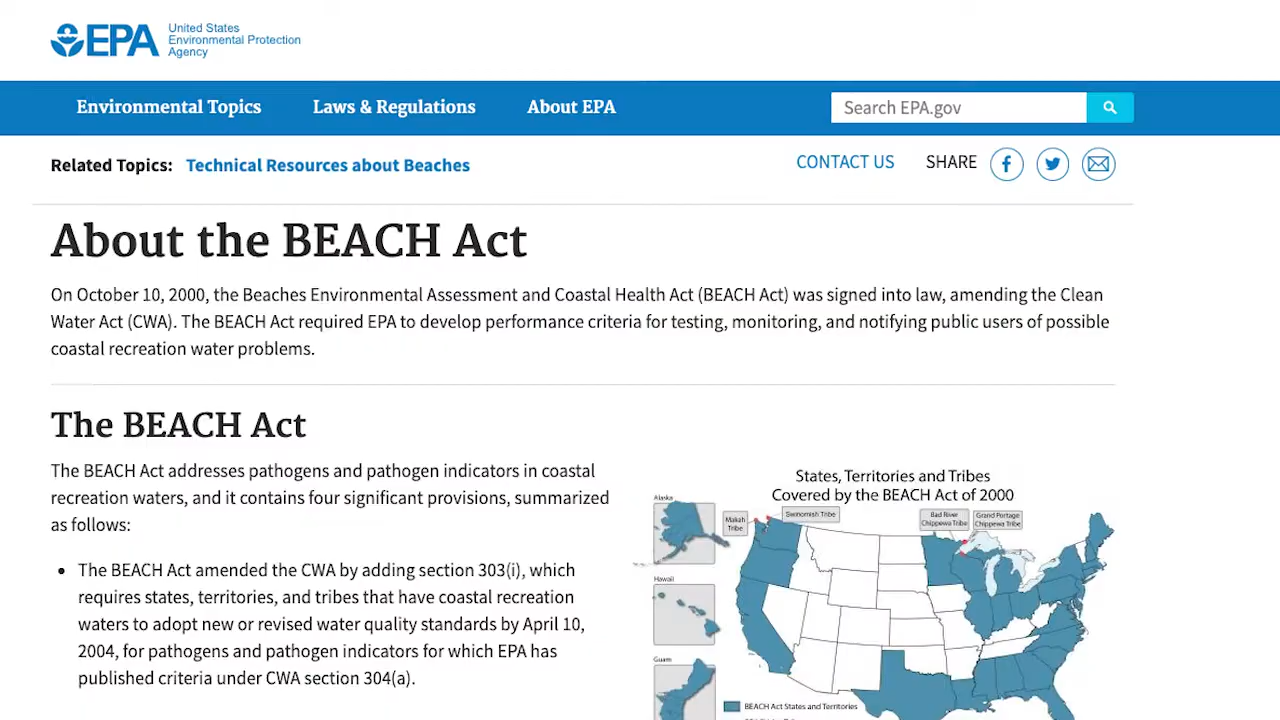 EPA
United States
Environmental Protection
Agency
Environmental Topics
Laws & Regulations
About EPA
Search EPA.gov
Related Topics: Technical Resources about Beaches
CONTACT US
SHARE
About the BEACH Act
On October 10, 2000, the Beaches Environmental Assessment and Coastal Health Act (BEACH Act) was signed into law, amending the Clean
Water Act (CWA). The BEACH Act required EPA to develop performance criteria for testing, monitoring, and notifying public users of possible
coastal recreation water problems.
The BEACH Act
The BEACH Act addresses pathogens and pathogen indicators in coastal
recreation waters, and it contains four significant provisions, summarized
as follows:
• The BEACH Act amended the CWA by adding section 303(i), which
requires states, territories, and tribes that have coastal recreation
waters to adopt new or revised water quality standards by April 10,
2004, for pathogens and pathogen indicators for which EPA has
published criteria under CWA section 304(a).
States, Territories and Tribes
Covered by the BEACH Act of 2000
Alaska
Makah
Tribe
Swinomish Tribe
Bad River
Chippewa Tribe
Grand Portage
Chippewa Tribe
Hawaii
Guam
BEACH Act States and Territories